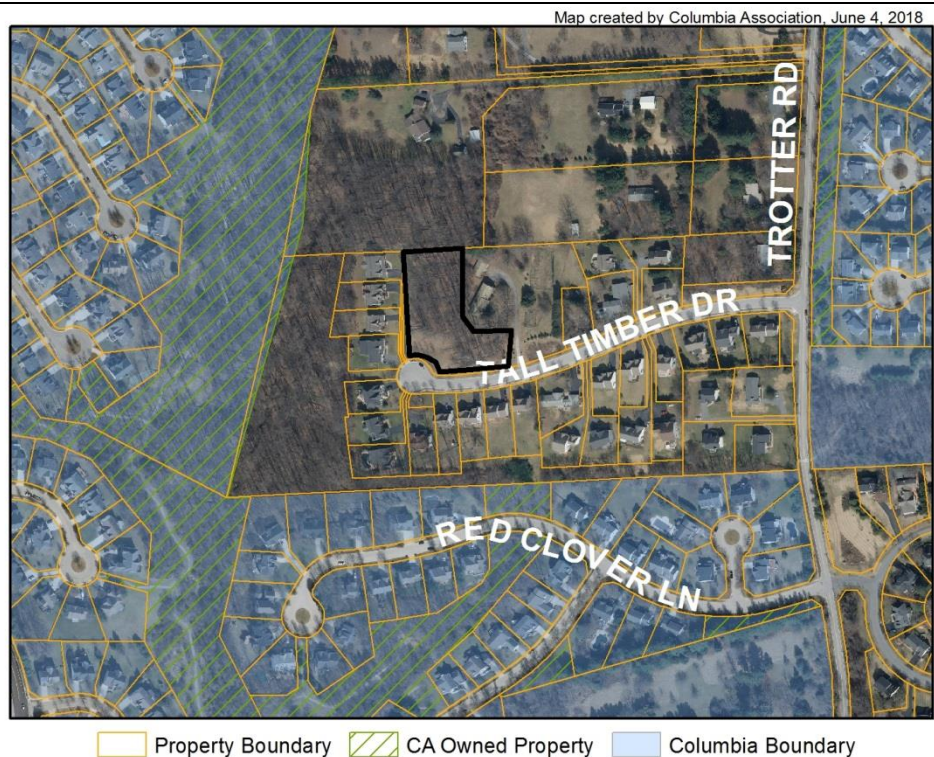 Map created by Columbia Association, June 4, 2018
TROTTER RD
TALL TIMBER DR
RED CLOVER LN
Property Boundary CA Owned Property Columbia Boundary